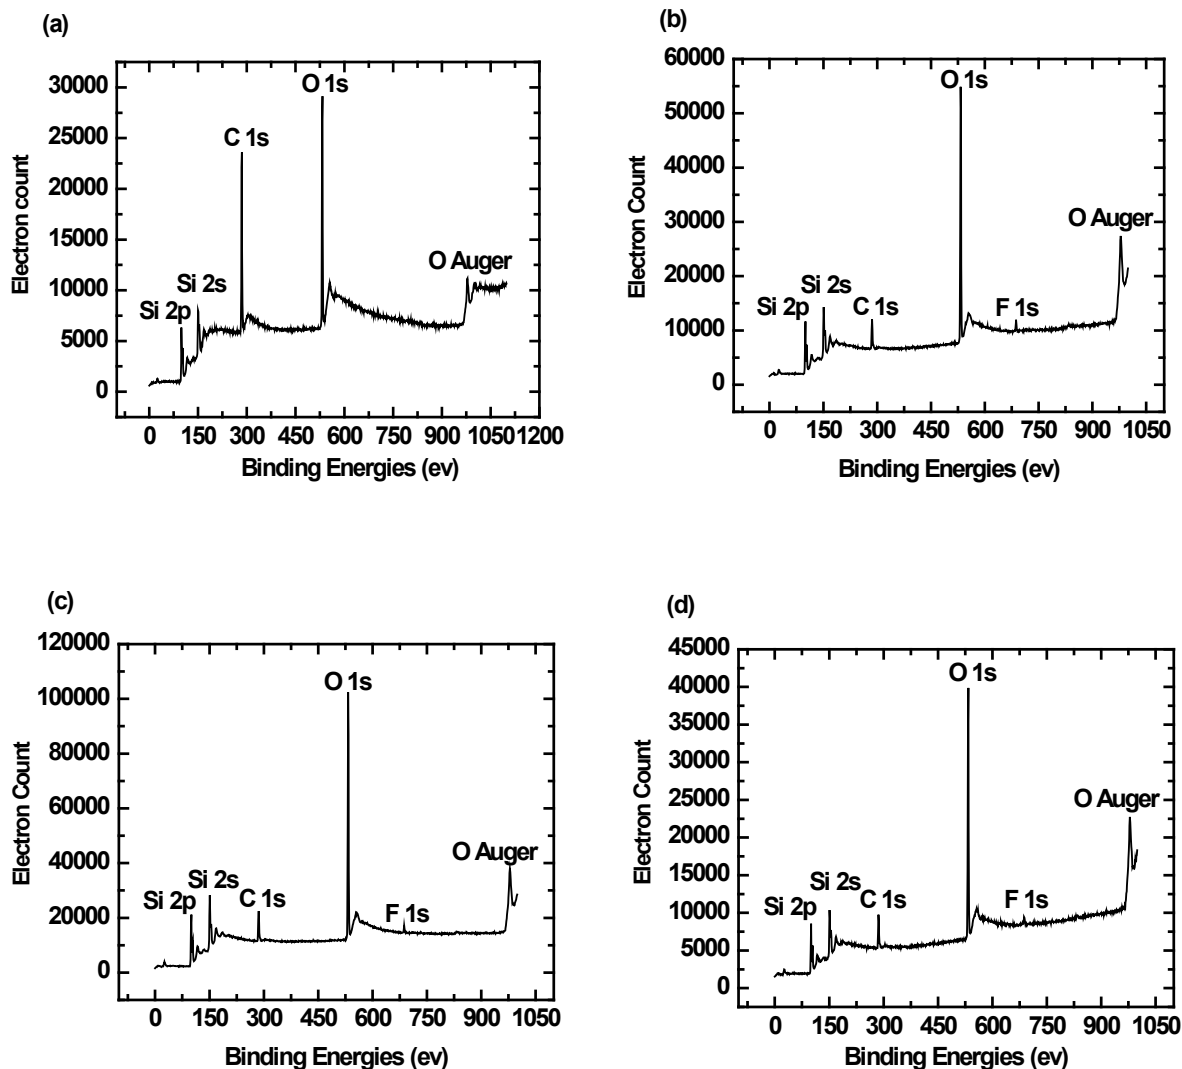 (a)
30000
25000
20000
15000
10000
5000
0
Electron count
O 1s
C 1s
Si 2s
Si 2p
O Auger
0 150 300 450 600 750 900 1050 1200
Binding Energies (ev)
(b)
60000
50000
40000
30000
20000
10000
0
Electron Count
O 1s
O Auger
Si 2s
Si 2p
C 1s
F 1s
0 150 300 450 600 750 900 1050
Binding Energies (ev)
(c)
120000
100000
80000
60000
40000
20000
0
Electron Count
O 1s
O Auger
Si 2s
Si 2p
C 1s
F 1s
0 150 300 450 600 750 900 1050
Binding Energies (ev)
(d)
45000
40000
35000
30000
25000
20000
15000
10000
5000
0
Electron Count
O 1s
O Auger
Si 2s
Si 2p
C 1s
F 1s
0 150 300 450 600 750 900 1050
Binding Energies (ev)